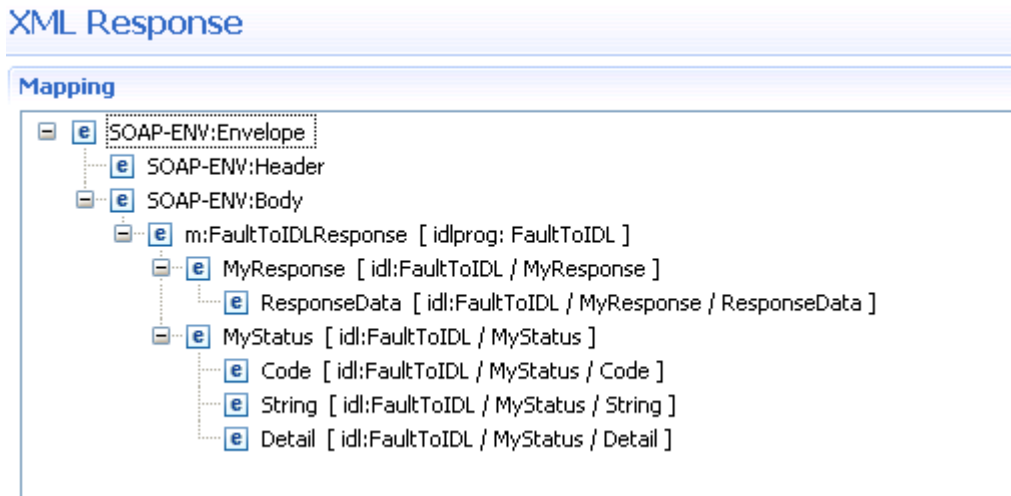 XML Response
Mapping
e SOAP-ENV:Envelope
e SOAP-ENV:Header
e SOAP-ENV:Body
e m:FaultToIDLResponse [ idlprog: FaultToIDL ]
e MyResponse [ idl:FaultToIDL / MyResponse ]
e ResponseData [ idl:FaultToIDL / MyResponse / ResponseData ]
e MyStatus [ idl:FaultToIDL / MyStatus ]
e Code [ idl:FaultToIDL / MyStatus / Code ]
e String [ idl:FaultToIDL / MyStatus / String ]
e Detail [ idl:FaultToIDL / MyStatus / Detail ]